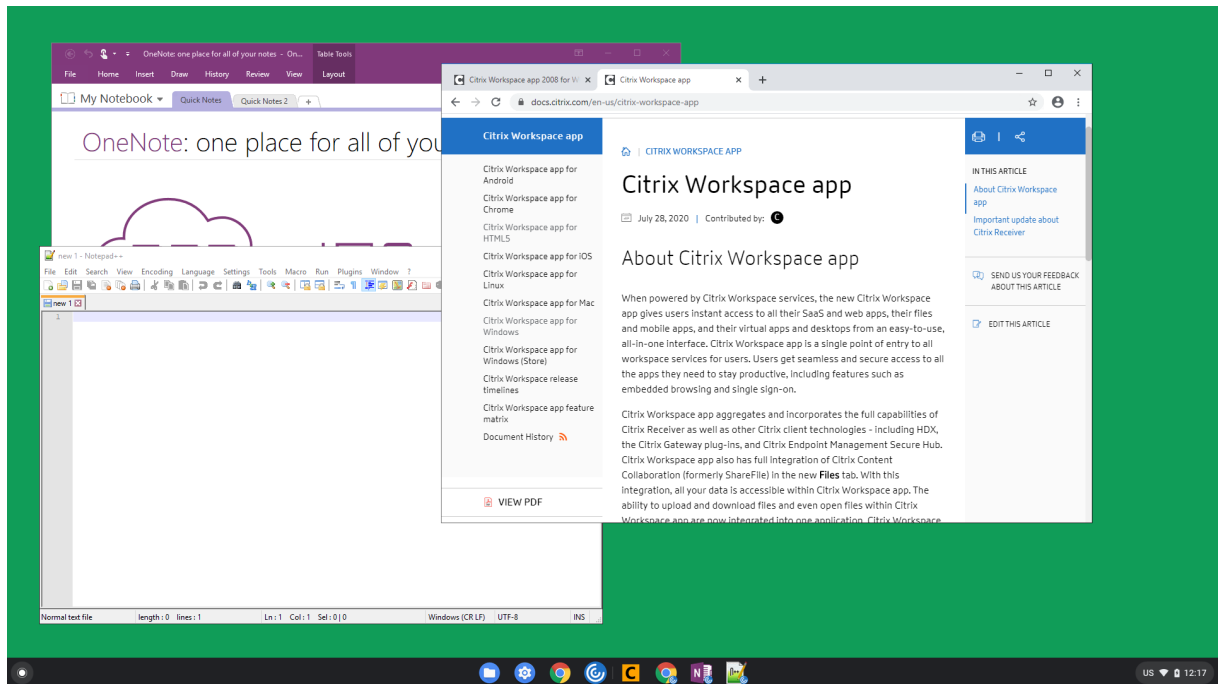 OneNote: one place for all of your notes - On...
Table Tools
File Home Insert Draw History Review View Layout
My Notebook
Quick Notes
Quick Notes 2
+
OneNote: one place for all of you
new 1 - Notepad++
File Edit Search View Encoding Language Settings Tools Macro Run Plugins Window ?
new 1
1
Normal text file length : 0 lines : 1 Ln : 1 Col : 1 Sel : 0 | 0 Windows (CR LF) UTF-8 INS
Citrix Workspace app 2008 for W
Citrix Workspace app
docs.citrix.com/en-us/citrix-workspace-app
Citrix Workspace app
Citrix Workspace app for
Android
Citrix Workspace app for
Chrome
Citrix Workspace app for
HTML5
Citrix Workspace app for iOS
Citrix Workspace app for
Linux
Citrix Workspace app for Mac
Citrix Workspace app for
Windows
Citrix Workspace app for
Windows (Store)
Citrix Workspace release
timelines
Citrix Workspace app feature
matrix
Document History
VIEW PDF
CITRIX WORKSPACE APP
Citrix Workspace app
July 28, 2020 | Contributed by: C
About Citrix Workspace app
When powered by Citrix Workspace services, the new Citrix Workspace
app gives users instant access to all their SaaS and web apps, their files
and mobile apps, and their virtual apps and desktops from an easy-to-use,
all-in-one interface. Citrix Workspace app is a single point of entry to all
workspace services for users. Users get seamless and secure access to all
the apps they need to stay productive, including features such as
embedded browsing and single sign-on.
Citrix Workspace app aggregates and incorporates the full capabilities of
Citrix Receiver as well as other Citrix client technologies - including HDX,
the Citrix Gateway plug-ins, and Citrix Endpoint Management Secure Hub.
Citrix Workspace app also has full integration of Citrix Content
Collaboration (formerly ShareFile) in the new Files tab. With this
integration, all your data is accessible within Citrix Workspace app. The
ability to upload and download files and even open files within Citrix
Workspace app are now integrated into one application. Citrix Workspace
IN THIS ARTICLE
About Citrix Workspace
app
Important update about
Citrix Receiver
SEND US YOUR FEEDBACK
ABOUT THIS ARTICLE
EDIT THIS ARTICLE
US 12:17